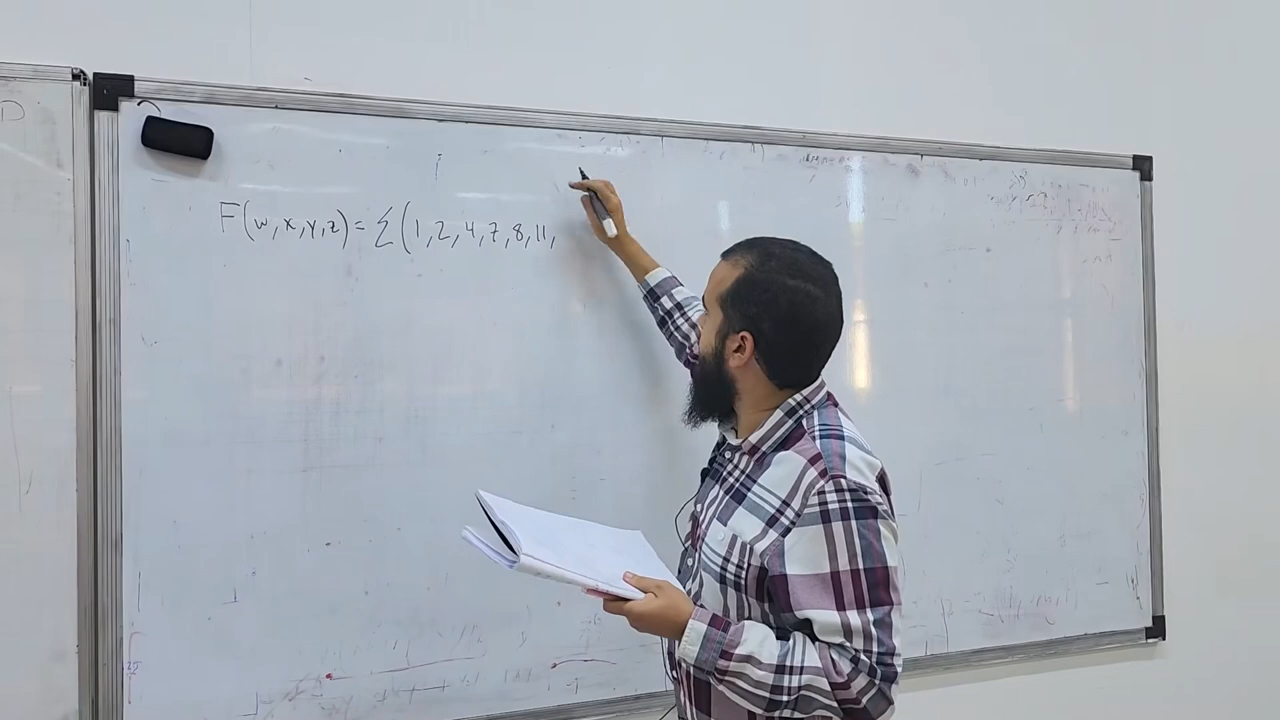 F(w,x,y,z) = Σ(1,2,4,7,8,11,